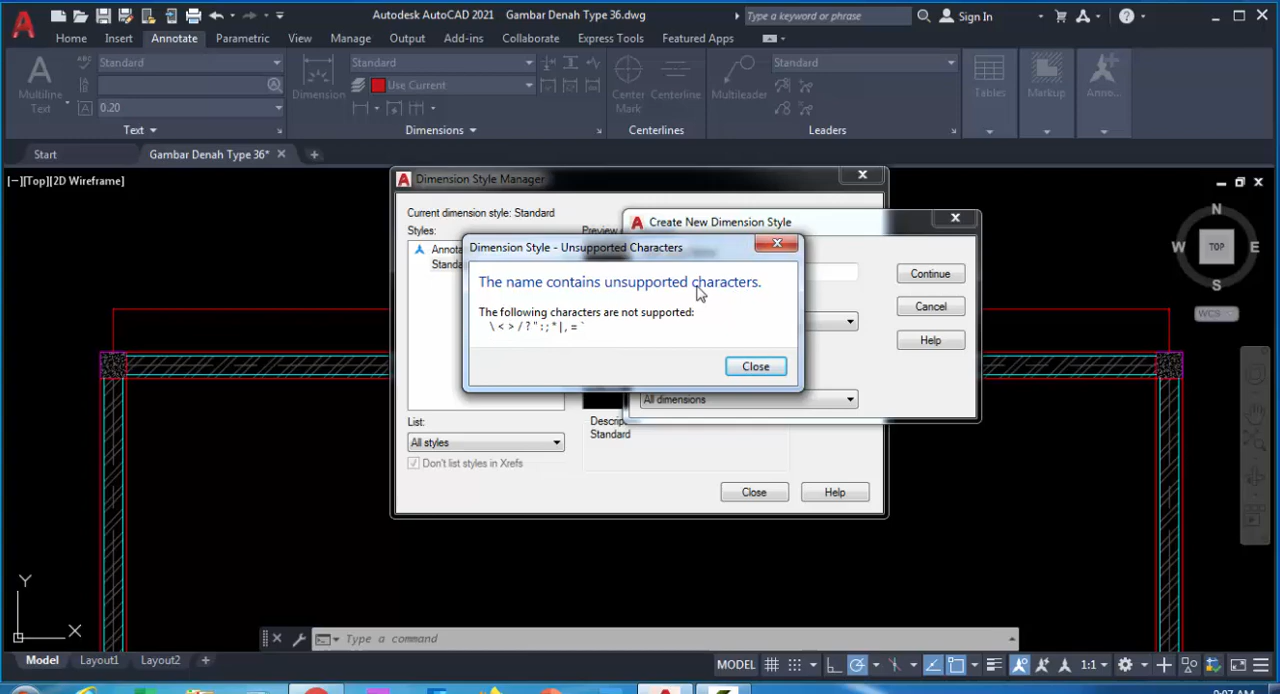 Autodesk AutoCAD 2021 Gambar Denah Type 36.dwg
Type a keyword or phrase
Sign In
Home Insert Annotate Parametric View Manage Output Add-ins Collaborate Express Tools Featured Apps
Standard
Standard
Standard
Use Current
Multiline
Text
Dimension
Center
Mark
Centerline
Multileader
Tables
Markup
Anno...
0.20
Text
Dimensions
Centerlines
Leaders
Start
Gambar Denah Type 36*
[−][Top][2D Wireframe]
Dimension Style Manager
Current dimension style: Standard
Styles:
Preview
Annota
Standa
Create New Dimension Style
Continue
Cancel
Help
All dimensions
Dimension Style - Unsupported Characters
The name contains unsupported characters.
The following characters are not supported:
\ < > / ? " : ; * | , = `
Close
List:
All styles
Don't list styles in Xrefs
Descrip
Standard
Close
Help
N
W
TOP
E
S
WCS
Y
X
Type a command
Model
Layout1
Layout2
MODEL
1:1